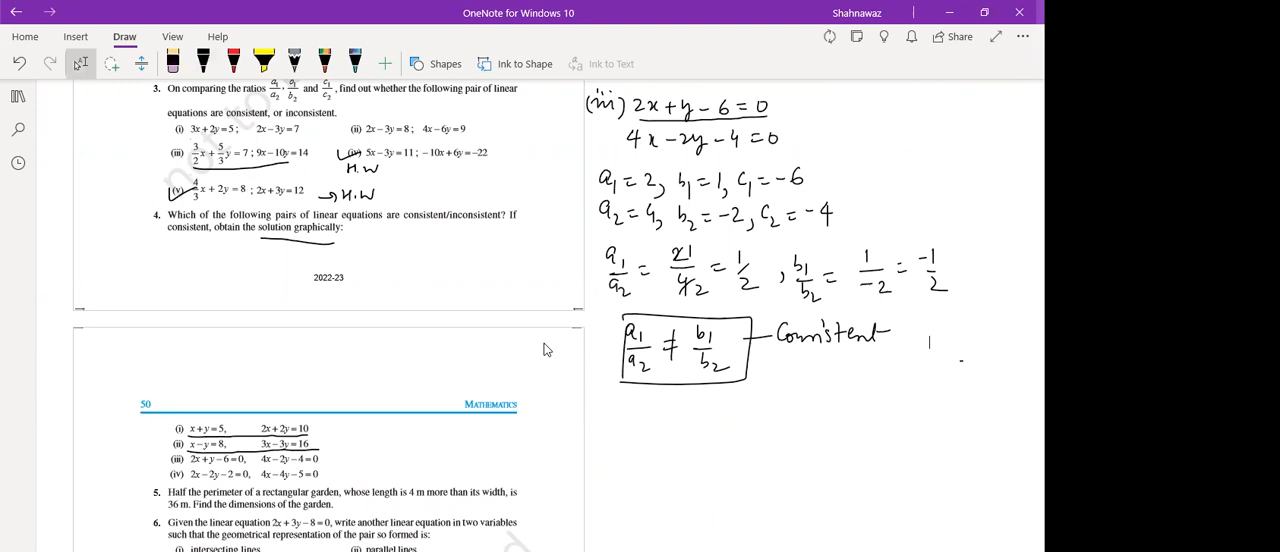 OneNote for Windows 10
Shahnawaz
Home Draw View Help
Share
Shapes
Ink to Shape
Ink to Text
3. On comparing the ratios a₁/a₂, a₁/b₂ and c₁/c₂, find out whether the following pair of linear
equations are consistent, or inconsistent.
(i) 3x + 2y = 5 ; 2x – 3y = 7 (ii) 2x – 3y = 8 ; 4x – 6y = 9
(iii) 3/2 x + 5/3 y = 7 ; 9x – 10y = 14 (iv) 5x – 3y = 11 ; – 10x + 6y = –22
H.W
(v) 4/3 x + 2y = 8 ; 2x + 3y = 12 → H.W
4. Which of the following pairs of linear equations are consistent/inconsistent? If
consistent, obtain the solution graphically:
2022-23
50 MATHEMATICS
(i) x + y = 5, 2x + 2y = 10
(ii) x – y = 8, 3x – 3y = 16
(iii) 2x + y – 6 = 0, 4x – 2y – 4 = 0
(iv) 2x – 2y – 2 = 0, 4x – 4y – 5 = 0
5. Half the perimeter of a rectangular garden, whose length is 4 m more than its width, is
36 m. Find the dimensions of the garden.
6. Given the linear equation 2x + 3y – 8 = 0, write another linear equation in two variables
such that the geometrical representation of the pair so formed is:
(i) intersecting lines (ii) parallel lines
(iii) 2x + y – 6 = 0
4x – 2y – 4 = 0
a₁ = 2, b₁ = 1, c₁ = –6
a₂ = 4, b₂ = –2, c₂ = –4
a₁/a₂ = 21/42 = 1/2 , b₁/b₂ = 1/–2 = –1/2
a₁/a₂ ≠ b₁/b₂ — Consistent